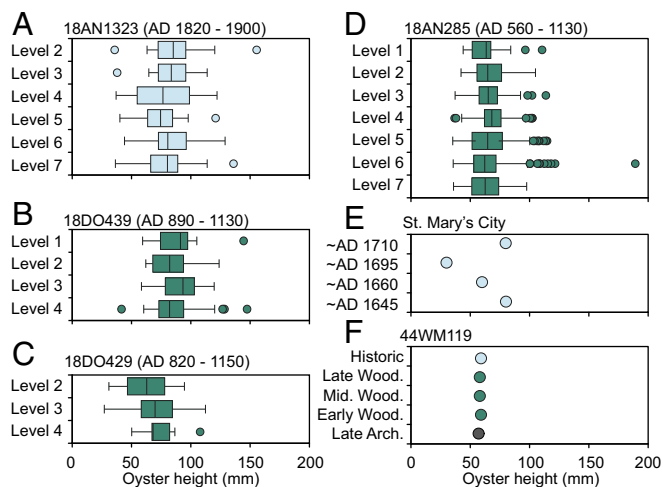 A
18AN1323 (AD 1820 - 1900)
Level 2
Level 3
Level 4
Level 5
Level 6
Level 7
B
18DO439 (AD 890 - 1130)
Level 1
Level 2
Level 3
Level 4
C
18DO429 (AD 820 - 1150)
Level 2
Level 3
Level 4
0 50 100 150 200
Oyster height (mm)
D
18AN285 (AD 560 - 1130)
Level 1
Level 2
Level 3
Level 4
Level 5
Level 6
Level 7
E
St. Mary's City
~AD 1710
~AD 1695
~AD 1660
~AD 1645
F
44WM119
Historic
Late Wood.
Mid. Wood.
Early Wood.
Late Arch.
0 50 100 150 200
Oyster height (mm)